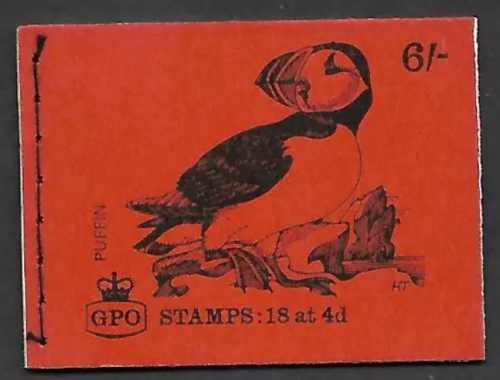 6/-
PUFFIN
HT
GPO
STAMPS: 18 at 4d